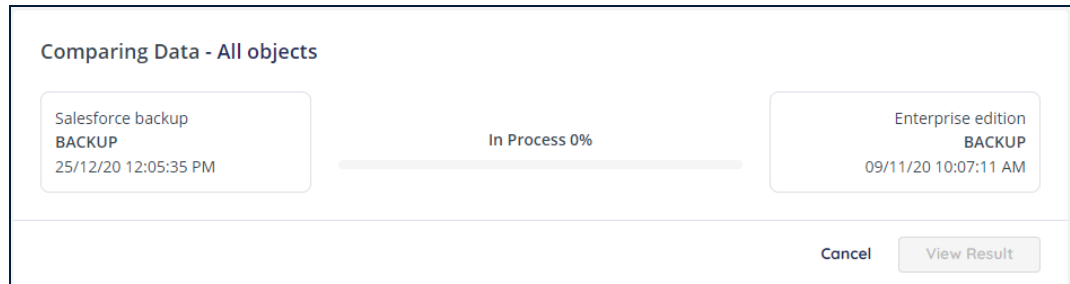 Comparing Data - All objects
Salesforce backup
BACKUP
25/12/20 12:05:35 PM
In Process 0%
Enterprise edition
BACKUP
09/11/20 10:07:11 AM
Cancel
View Result